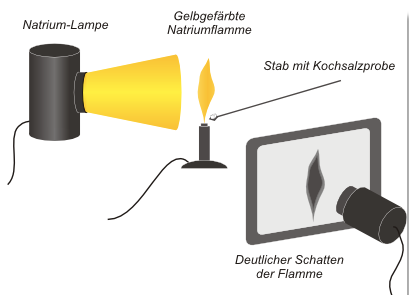 Natrium-Lampe
Gelbgefärbte
Natriumflamme
Stab mit Kochsalzprobe
Deutlicher Schatten
der Flamme